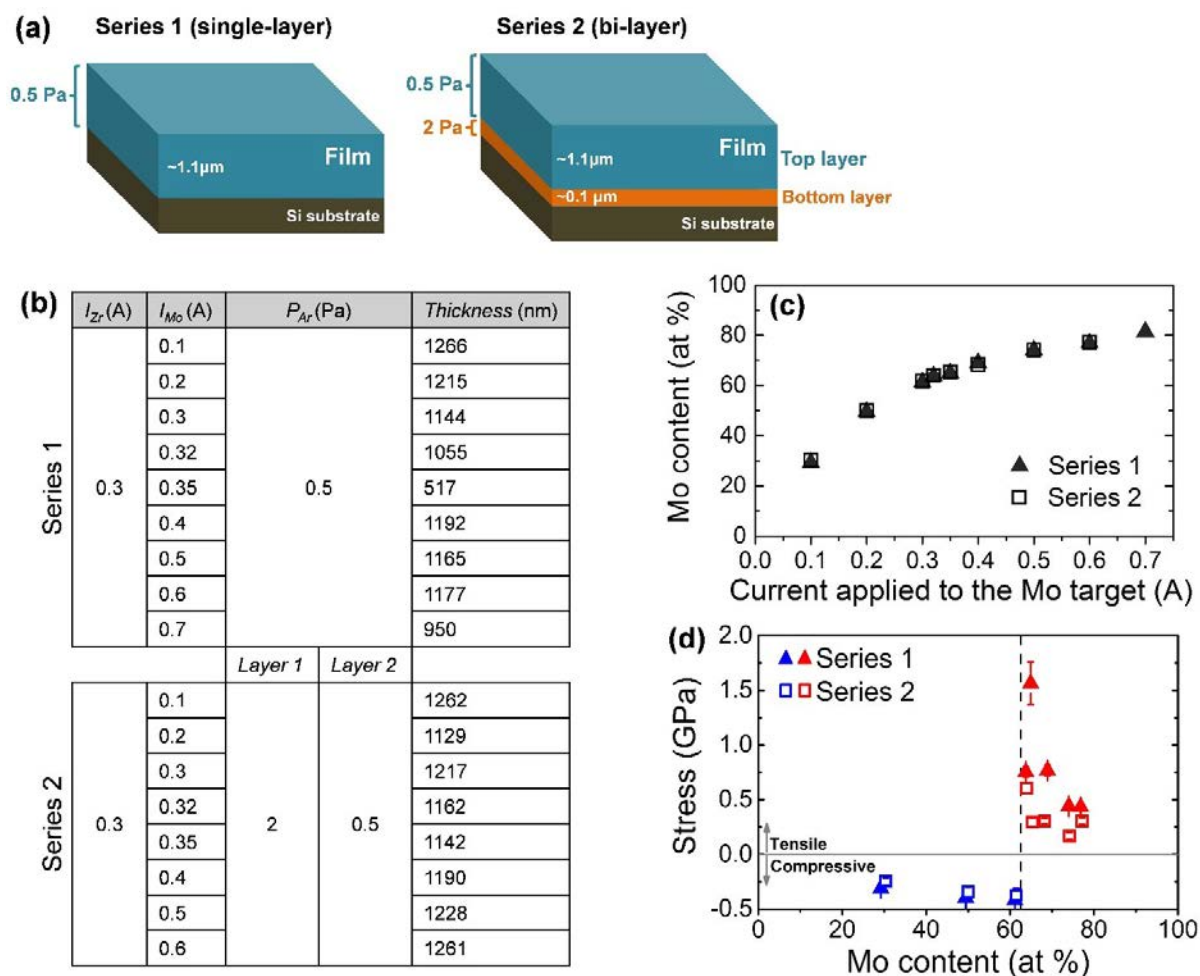 (a)
Series 1 (single-layer)
Series 2 (bi-layer)
0.5 Pa
~1.1µm
Film
Si substrate
0.5 Pa
2 Pa
~1.1µm
Film
Top layer
~0.1 µm
Bottom layer
Si substrate
(b)
I_Zr (A) I_Mo (A) P_Ar (Pa) Thickness (nm)
Series 1
0.3
0.5
0.1 1266
0.2 1215
0.3 1144
0.32 1055
0.35 517
0.4 1192
0.5 1165
0.6 1177
0.7 950
Layer 1 Layer 2
Series 2
0.3
2 0.5
0.1 1262
0.2 1129
0.3 1217
0.32 1162
0.35 1142
0.4 1190
0.5 1228
0.6 1261
(c)
Mo content (at %)
100
80
60
40
20
0
Series 1
Series 2
0.0 0.1 0.2 0.3 0.4 0.5 0.6 0.7
Current applied to the Mo target (A)
(d)
Stress (GPa)
2.0
1.5
1.0
0.5
0.0
-0.5
Series 1
Series 2
Tensile
Compressive
0 20 40 60 80 100
Mo content (at %)